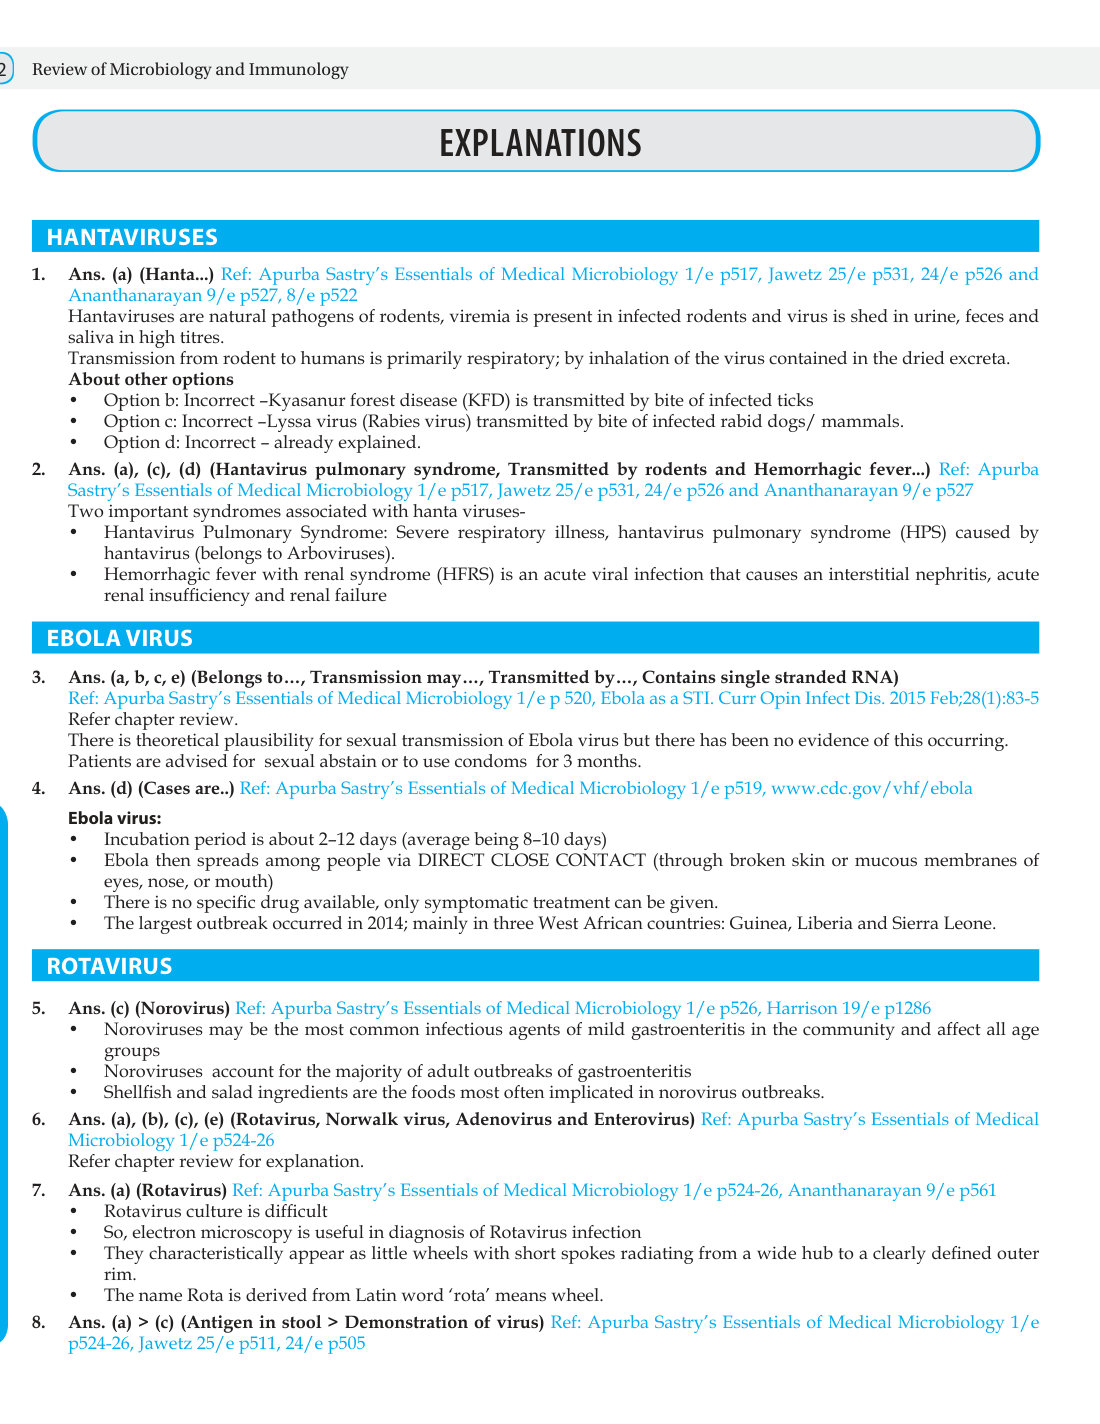 2 Review of Microbiology and Immunology
EXPLANATIONS
HANTAVIRUSES
1. Ans. (a) (Hanta...) Ref: Apurba Sastry's Essentials of Medical Microbiology 1/e p517, Jawetz 25/e p531, 24/e p526 and
Ananthanarayan 9/e p527, 8/e p522
Hantaviruses are natural pathogens of rodents, viremia is present in infected rodents and virus is shed in urine, feces and
saliva in high titres.
Transmission from rodent to humans is primarily respiratory; by inhalation of the virus contained in the dried excreta.
About other options
• Option b: Incorrect –Kyasanur forest disease (KFD) is transmitted by bite of infected ticks
• Option c: Incorrect –Lyssa virus (Rabies virus) transmitted by bite of infected rabid dogs/ mammals.
• Option d: Incorrect – already explained.
2. Ans. (a), (c), (d) (Hantavirus pulmonary syndrome, Transmitted by rodents and Hemorrhagic fever...) Ref: Apurba
Sastry's Essentials of Medical Microbiology 1/e p517, Jawetz 25/e p531, 24/e p526 and Ananthanarayan 9/e p527
Two important syndromes associated with hanta viruses-
• Hantavirus Pulmonary Syndrome: Severe respiratory illness, hantavirus pulmonary syndrome (HPS) caused by
hantavirus (belongs to Arboviruses).
• Hemorrhagic fever with renal syndrome (HFRS) is an acute viral infection that causes an interstitial nephritis, acute
renal insufficiency and renal failure
EBOLA VIRUS
3. Ans. (a, b, c, e) (Belongs to…, Transmission may…, Transmitted by…, Contains single stranded RNA)
Ref: Apurba Sastry's Essentials of Medical Microbiology 1/e p 520, Ebola as a STI. Curr Opin Infect Dis. 2015 Feb;28(1):83-5
Refer chapter review.
There is theoretical plausibility for sexual transmission of Ebola virus but there has been no evidence of this occurring.
Patients are advised for sexual abstain or to use condoms for 3 months.
4. Ans. (d) (Cases are..) Ref: Apurba Sastry's Essentials of Medical Microbiology 1/e p519, www.cdc.gov/vhf/ebola
Ebola virus:
• Incubation period is about 2–12 days (average being 8–10 days)
• Ebola then spreads among people via DIRECT CLOSE CONTACT (through broken skin or mucous membranes of
eyes, nose, or mouth)
• There is no specific drug available, only symptomatic treatment can be given.
• The largest outbreak occurred in 2014; mainly in three West African countries: Guinea, Liberia and Sierra Leone.
ROTAVIRUS
5. Ans. (c) (Norovirus) Ref: Apurba Sastry's Essentials of Medical Microbiology 1/e p526, Harrison 19/e p1286
• Noroviruses may be the most common infectious agents of mild gastroenteritis in the community and affect all age
groups
• Noroviruses account for the majority of adult outbreaks of gastroenteritis
• Shellfish and salad ingredients are the foods most often implicated in norovirus outbreaks.
6. Ans. (a), (b), (c), (e) (Rotavirus, Norwalk virus, Adenovirus and Enterovirus) Ref: Apurba Sastry's Essentials of Medical
Microbiology 1/e p524-26
Refer chapter review for explanation.
7. Ans. (a) (Rotavirus) Ref: Apurba Sastry's Essentials of Medical Microbiology 1/e p524-26, Ananthanarayan 9/e p561
• Rotavirus culture is difficult
• So, electron microscopy is useful in diagnosis of Rotavirus infection
• They characteristically appear as little wheels with short spokes radiating from a wide hub to a clearly defined outer
rim.
• The name Rota is derived from Latin word 'rota' means wheel.
8. Ans. (a) > (c) (Antigen in stool > Demonstration of virus) Ref: Apurba Sastry's Essentials of Medical Microbiology 1/e
p524-26, Jawetz 25/e p511, 24/e p505